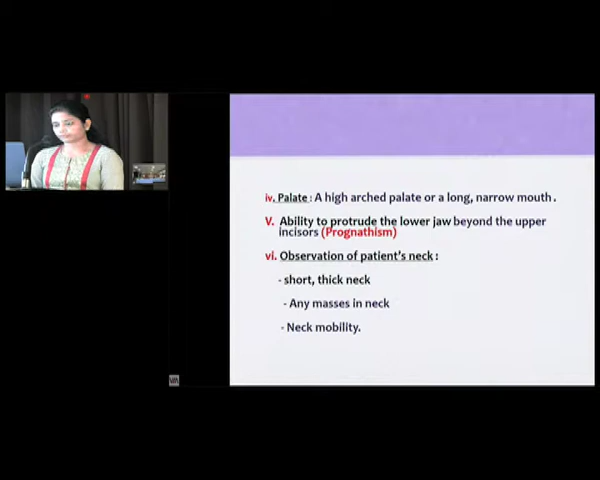 iv. Palate : A high arched palate or a long, narrow mouth .
V. Ability to protrude the lower jaw beyond the upper
incisors (Prognathism)
vi. Observation of patient's neck :
- short, thick neck
- Any masses in neck
- Neck mobility.